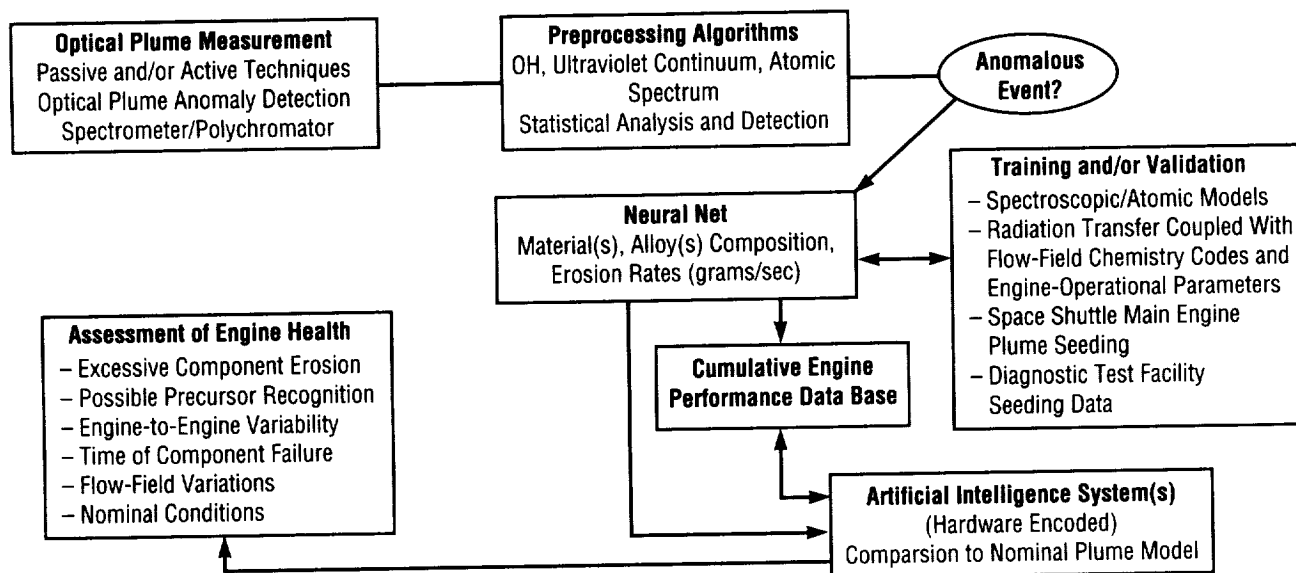 Optical Plume Measurement
Passive and/or Active Techniques
Optical Plume Anomaly Detection
Spectrometer/Polychromator
Preprocessing Algorithms
OH, Ultraviolet Continuum, Atomic
Spectrum
Statistical Analysis and Detection
Anomalous
Event?
Training and/or Validation
– Spectroscopic/Atomic Models
– Radiation Transfer Coupled With
Flow-Field Chemistry Codes and
Engine-Operational Parameters
– Space Shuttle Main Engine
Plume Seeding
– Diagnostic Test Facility
Seeding Data
Neural Net
Material(s), Alloy(s) Composition,
Erosion Rates (grams/sec)
Cumulative Engine
Performance Data Base
Assessment of Engine Health
– Excessive Component Erosion
– Possible Precursor Recognition
– Engine-to-Engine Variability
– Time of Component Failure
– Flow-Field Variations
– Nominal Conditions
Artificial Intelligence System(s)
(Hardware Encoded)
Comparsion to Nominal Plume Model